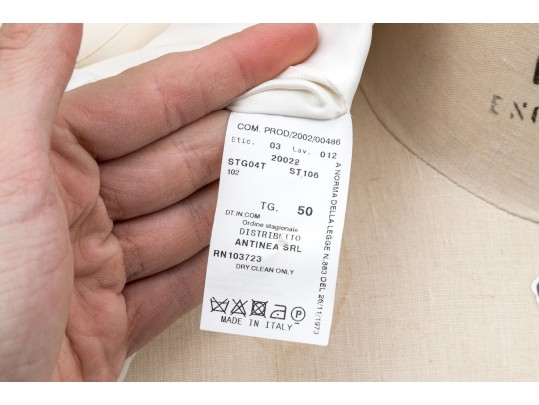 COM. PROD/2002/00486
Etic. 03 Lav. 012
20022
STG04T ST106
102
TG. 50
DT.IN.COM
Ordine stagionale
DISTRIBUITO
ANTINEA SRL
RN103723
DRY CLEAN ONLY
P
MADE IN ITALY
A NORMA DELLA LEGGE N.883 DEL 26/11/1973